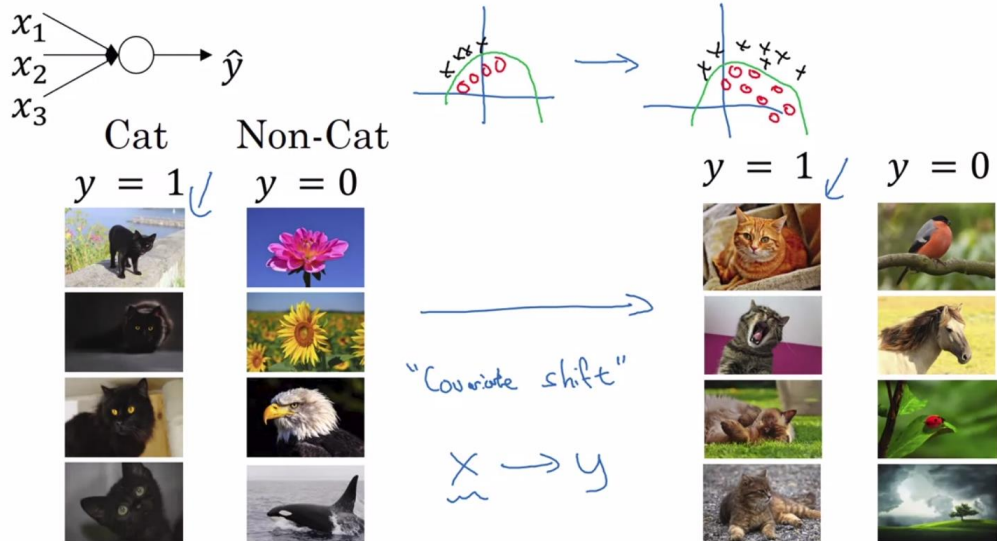 x₁
x₂
x₃
ŷ
Cat Non-Cat
y = 1 y = 0
y = 1 y = 0
"Covariate shift"
X → y